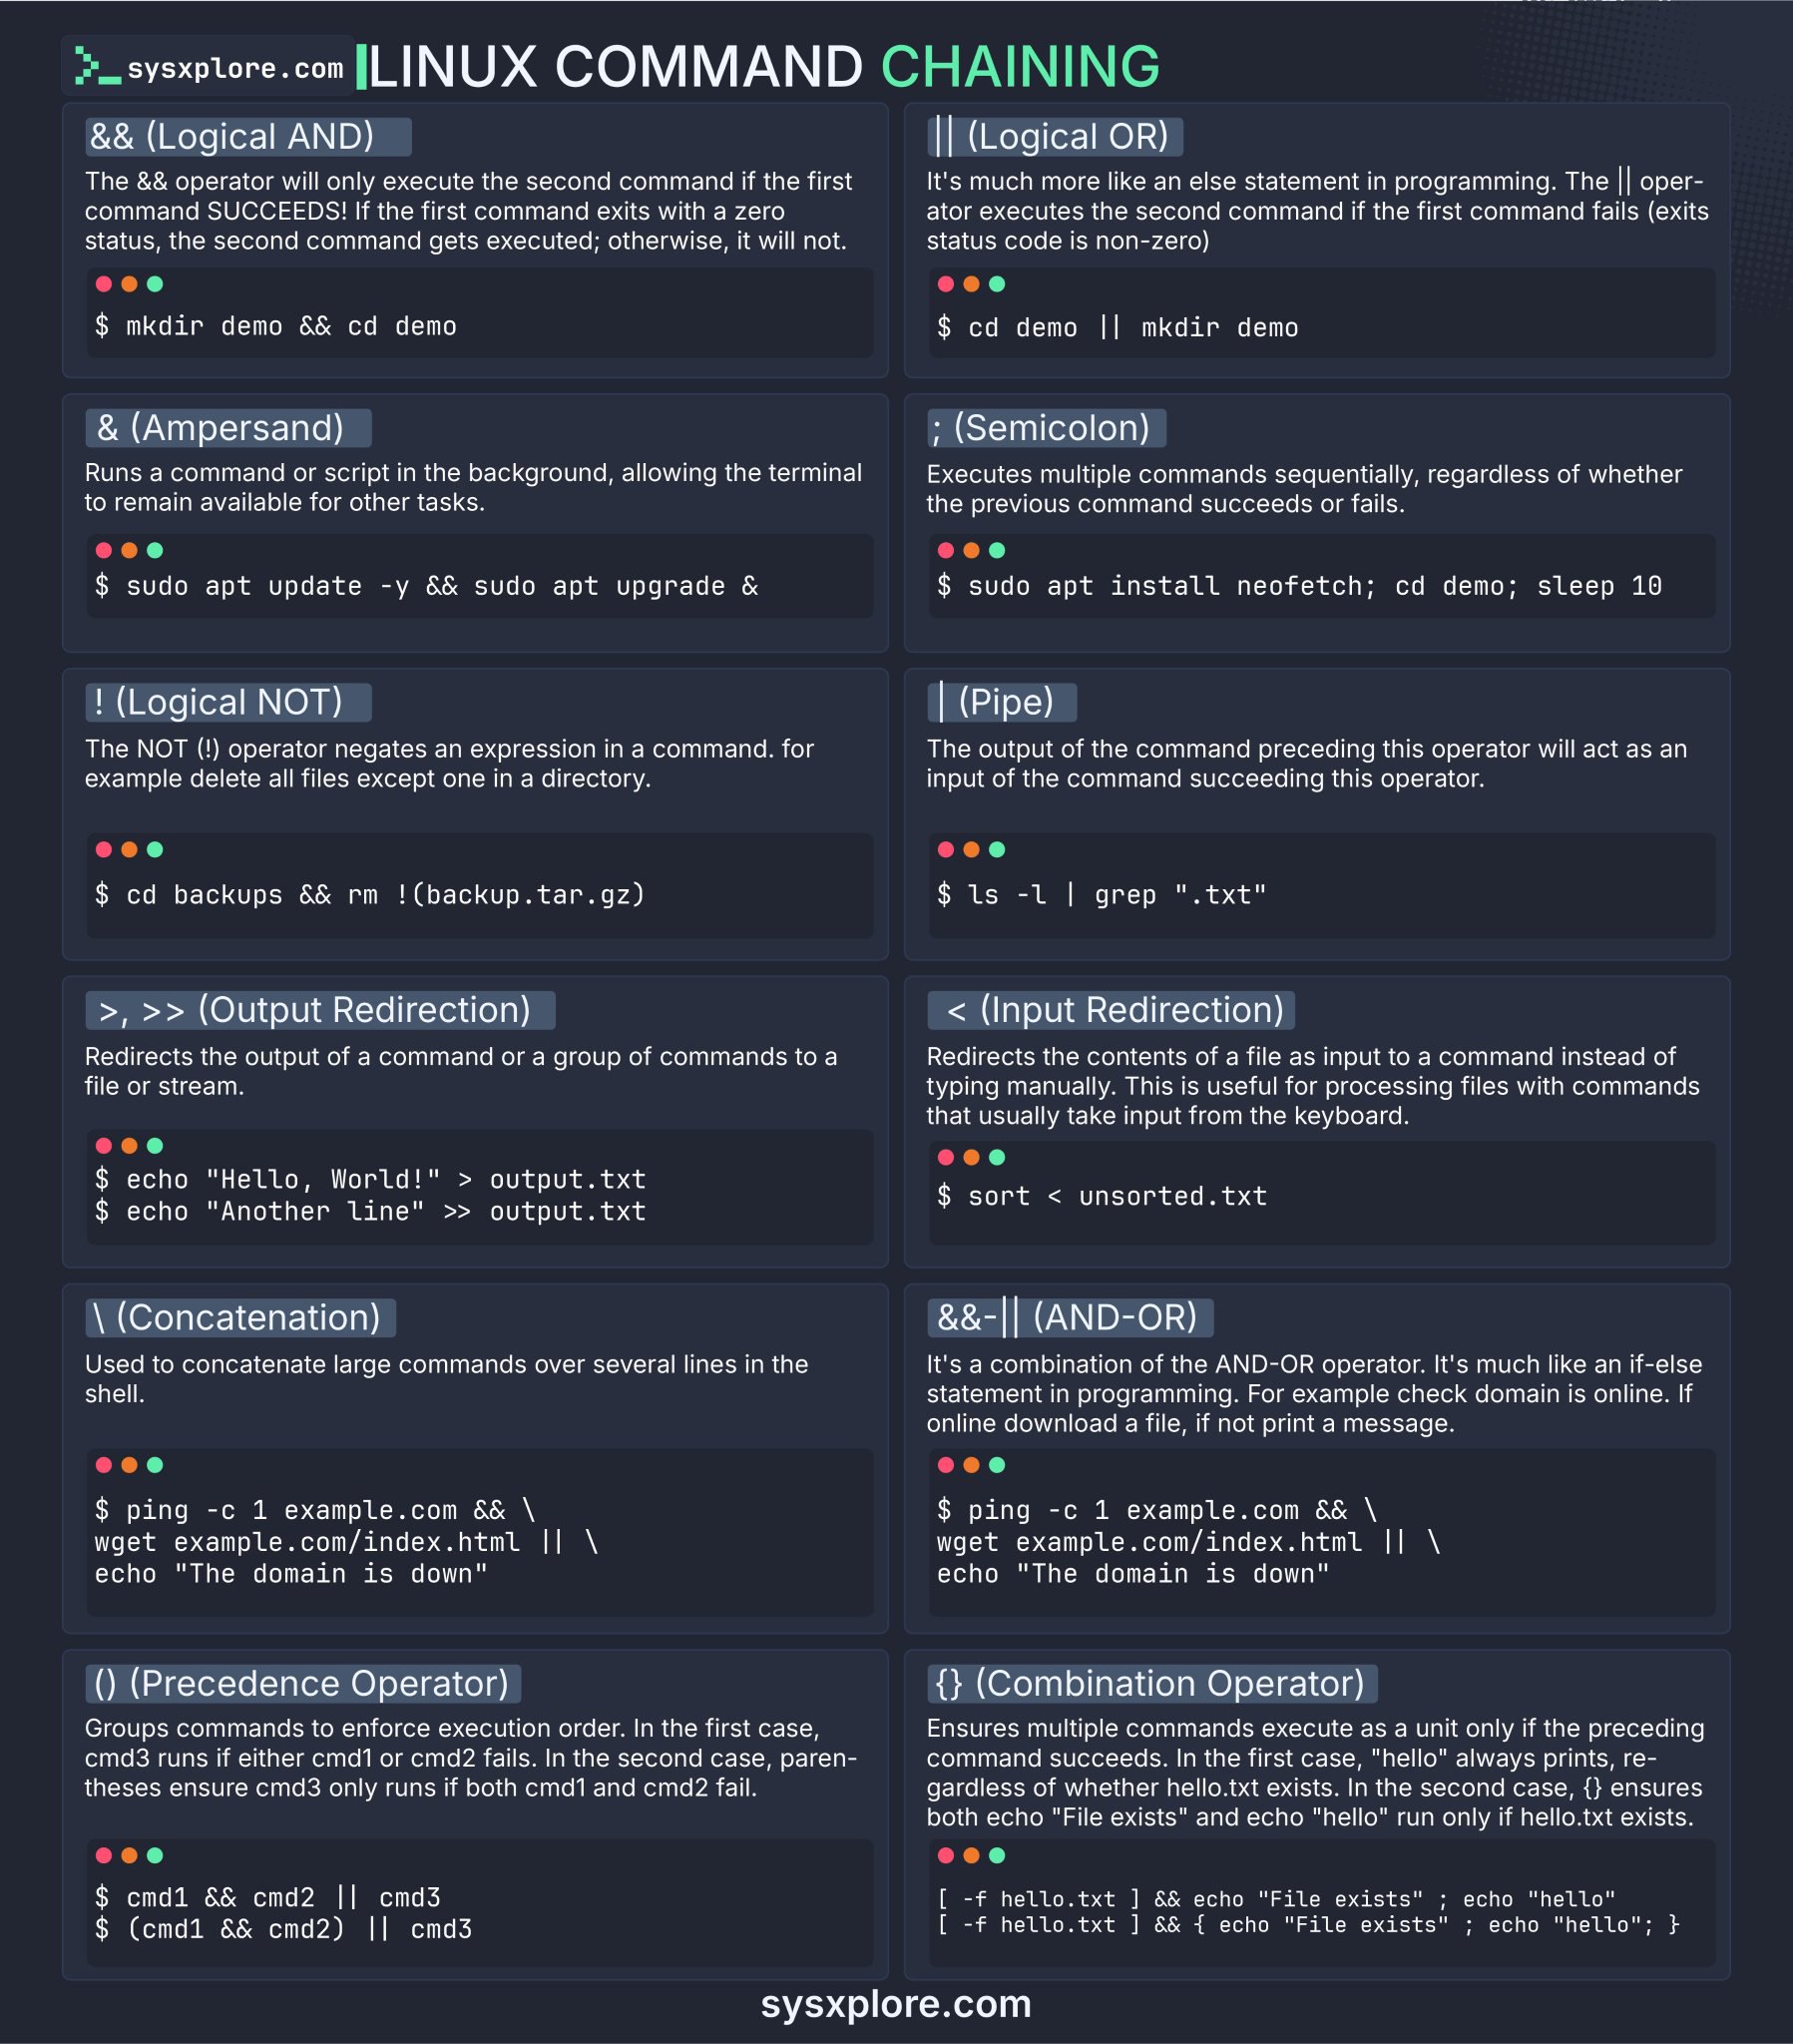 sysxplore.com
LINUX COMMAND CHAINING
&& (Logical AND)
The && operator will only execute the second command if the first
command SUCCEEDS! If the first command exits with a zero
status, the second command gets executed; otherwise, it will not.
$ mkdir demo && cd demo
|| (Logical OR)
It's much more like an else statement in programming. The || oper-
ator executes the second command if the first command fails (exits
status code is non-zero)
$ cd demo || mkdir demo
& (Ampersand)
Runs a command or script in the background, allowing the terminal
to remain available for other tasks.
$ sudo apt update -y && sudo apt upgrade &
; (Semicolon)
Executes multiple commands sequentially, regardless of whether
the previous command succeeds or fails.
$ sudo apt install neofetch; cd demo; sleep 10
! (Logical NOT)
The NOT (!) operator negates an expression in a command. for
example delete all files except one in a directory.
$ cd backups && rm !(backup.tar.gz)
| (Pipe)
The output of the command preceding this operator will act as an
input of the command succeeding this operator.
$ ls -l | grep ".txt"
>, >> (Output Redirection)
Redirects the output of a command or a group of commands to a
file or stream.
$ echo "Hello, World!" > output.txt
$ echo "Another line" >> output.txt
< (Input Redirection)
Redirects the contents of a file as input to a command instead of
typing manually. This is useful for processing files with commands
that usually take input from the keyboard.
$ sort < unsorted.txt
\ (Concatenation)
Used to concatenate large commands over several lines in the
shell.
$ ping -c 1 example.com && \
wget example.com/index.html || \
echo "The domain is down"
&&-|| (AND-OR)
It's a combination of the AND-OR operator. It's much like an if-else
statement in programming. For example check domain is online. If
online download a file, if not print a message.
$ ping -c 1 example.com && \
wget example.com/index.html || \
echo "The domain is down"
() (Precedence Operator)
Groups commands to enforce execution order. In the first case,
cmd3 runs if either cmd1 or cmd2 fails. In the second case, paren-
theses ensure cmd3 only runs if both cmd1 and cmd2 fail.
$ cmd1 && cmd2 || cmd3
$ (cmd1 && cmd2) || cmd3
{} (Combination Operator)
Ensures multiple commands execute as a unit only if the preceding
command succeeds. In the first case, "hello" always prints, re-
gardless of whether hello.txt exists. In the second case, {} ensures
both echo "File exists" and echo "hello" run only if hello.txt exists.
[ -f hello.txt ] && echo "File exists" ; echo "hello"
[ -f hello.txt ] && { echo "File exists" ; echo "hello"; }
sysxplore.com